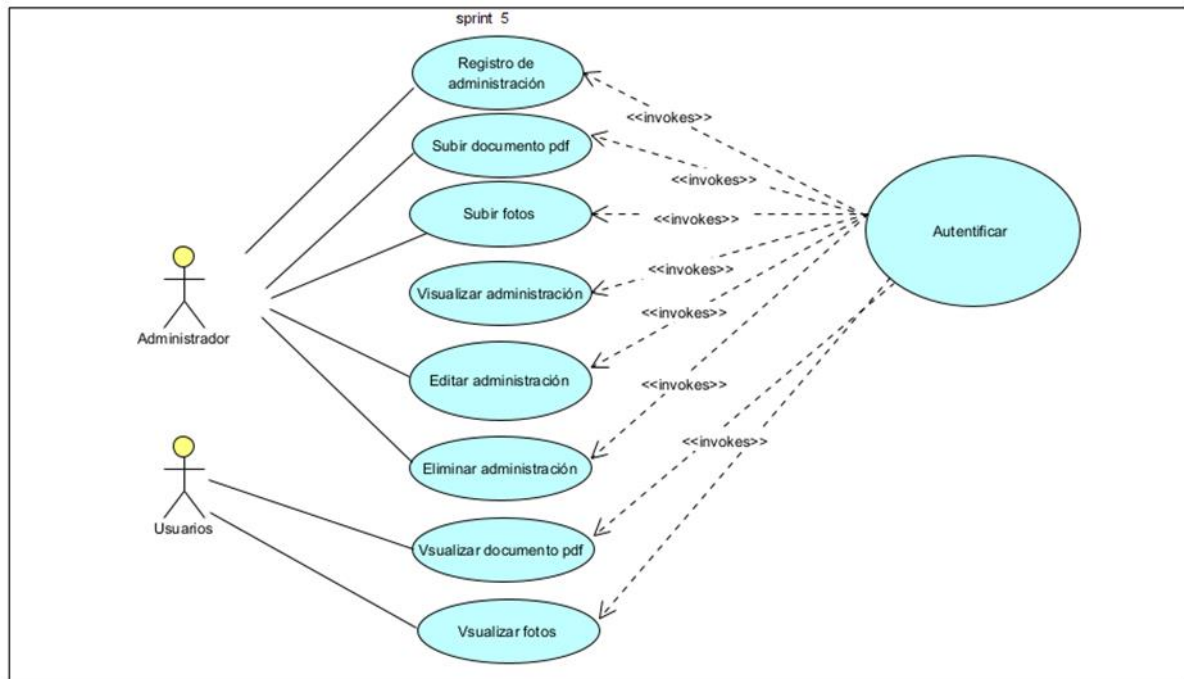 sprint 5
Registro de
administración
Subir documento pdf
Subir fotos
Visualizar administración
Editar administración
Eliminar administración
Vsualizar documento pdf
Vsualizar fotos
Administrador
Usuarios
<<invokes>>
<<invokes>>
<<invokes>>
<<invokes>>
<<invokes>>
<<invokes>>
<<invokes>>
Autentificar